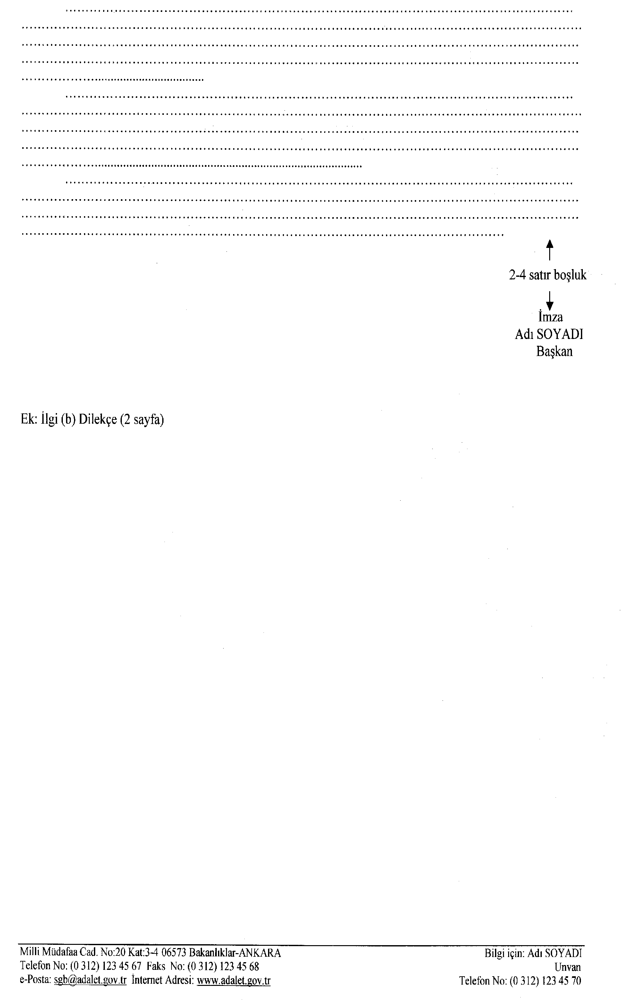 ................................................................................
................................................................................
................................................................................
................................................................................
................................................
................................................................................
................................................................................
................................................................................
................................................................................
................................................................
................................................................................
................................................................................
................................................................................
........................................................................
2-4 satır boşluk
İmza
Adı SOYADI
Başkan
Ek: İlgi (b) Dilekçe (2 sayfa)
Milli Müdafaa Cad. No:20 Kat:3-4 06573 Bakanlıklar-ANKARA
Telefon No: (0 312) 123 45 67 Faks No: (0 312) 123 45 68
e-Posta: sgb@adalet.gov.tr İnternet Adresi: www.adalet.gov.tr
Bilgi için: Adı SOYADI
Unvan
Telefon No: (0 312) 123 45 70